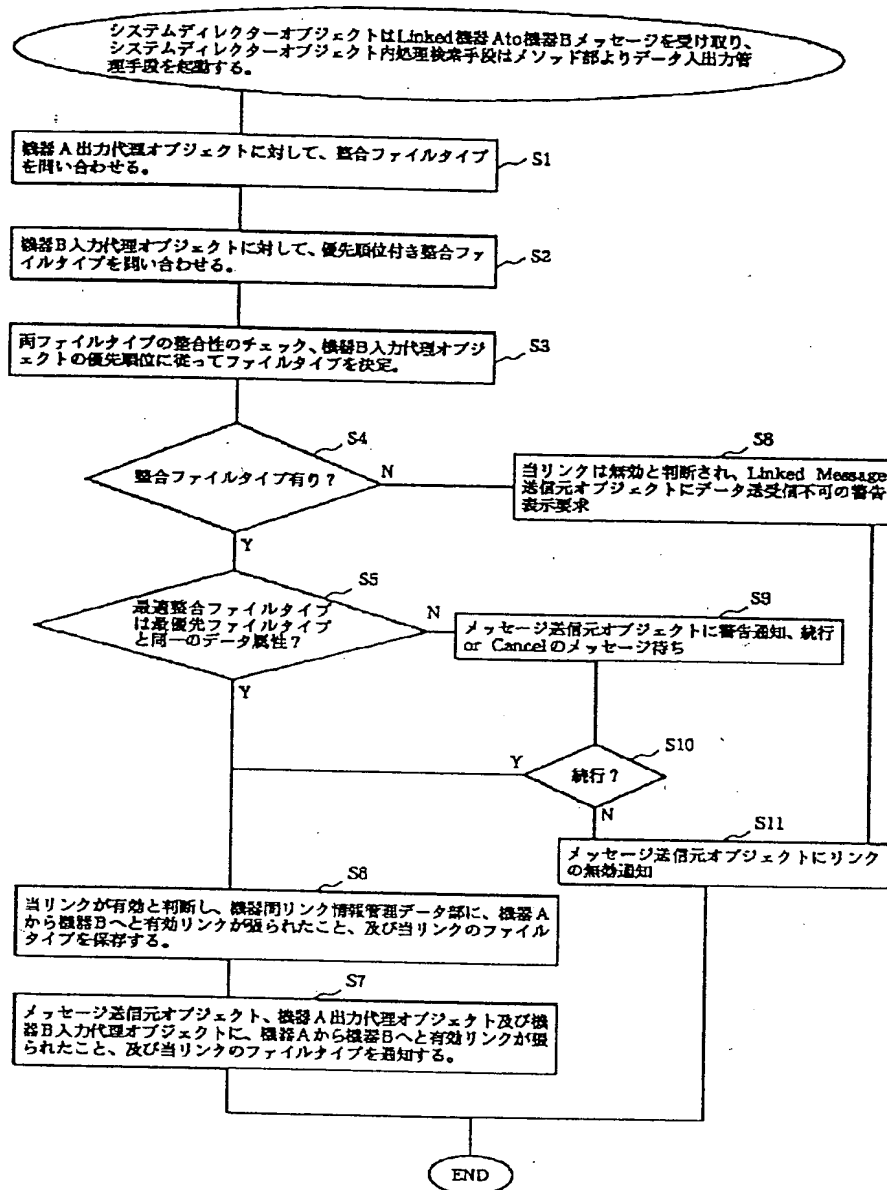 システムディレクターオブジェクトはLinked機器Ato機器Bメッセージを受け取り、
システムディレクターオブジェクト内処理検索手段はメソッド部よりデータ入出力管
理手段を起動する。
機器A出力代理オブジェクトに対して、整合ファイルタイプ
を問い合わせる。
S1
機器B入力代理オブジェクトに対して、優先順位付き整合ファ
イルタイプを問い合わせる。
S2
両ファイルタイプの整合性のチェック、機器B入力代理オブジ
ェクトの優先順位に従ってファイルタイプを決定。
S3
S4
整合ファイルタイプ有り?
N
Y
S8
当リンクは無効と判断され、Linked Message
送信元オブジェクトにデータ送受信不可の警告
表示要求
S5
最適整合ファイルタイプ
は最優先ファイルタイプ
と同一のデータ属性?
N
Y
S9
メッセージ送信元オブジェクトに警告通知、続行
or Cancelのメッセージ待ち
S10
続行?
Y
N
S11
メッセージ送信元オブジェクトにリンク
の無効通知
S6
当リンクが有効と判断し、機器間リンク情報管理データ部に、機器A
から機器Bへと有効リンクが張られたこと、及び当リンクのファイル
タイプを保存する。
S7
メッセージ送信元オブジェクト、機器A出力代理オブジェクト及び機
器B入力代理オブジェクトに、機器Aから機器Bへと有効リンクが張
られたこと、及び当リンクのファイルタイプを通知する。
END